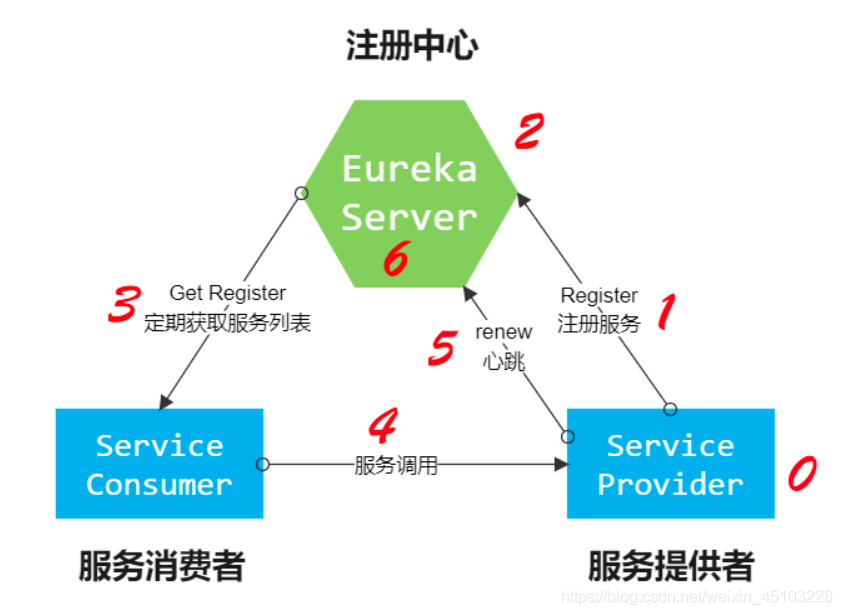 注册中心
2
Eureka
Server
6
3
Get Register
定期获取服务列表
Register
注册服务
1
5
renew
心跳
4
服务调用
Service
Consumer
Service
Provider
0
服务消费者
服务提供者
https://blog.csdn.net/weixin_45103228